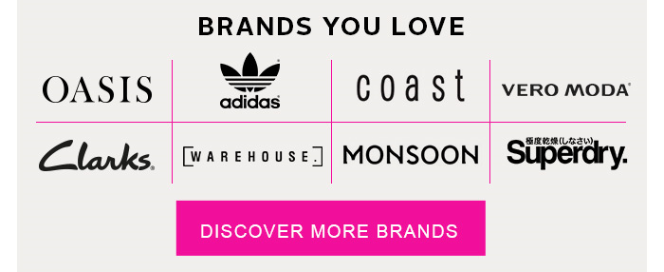 BRANDS YOU LOVE
OASIS
adidas
coast
VERO MODA
Clarks.
[WAREHOUSE.]
MONSOON
極度乾燥(しなさい)
Superdry.
DISCOVER MORE BRANDS